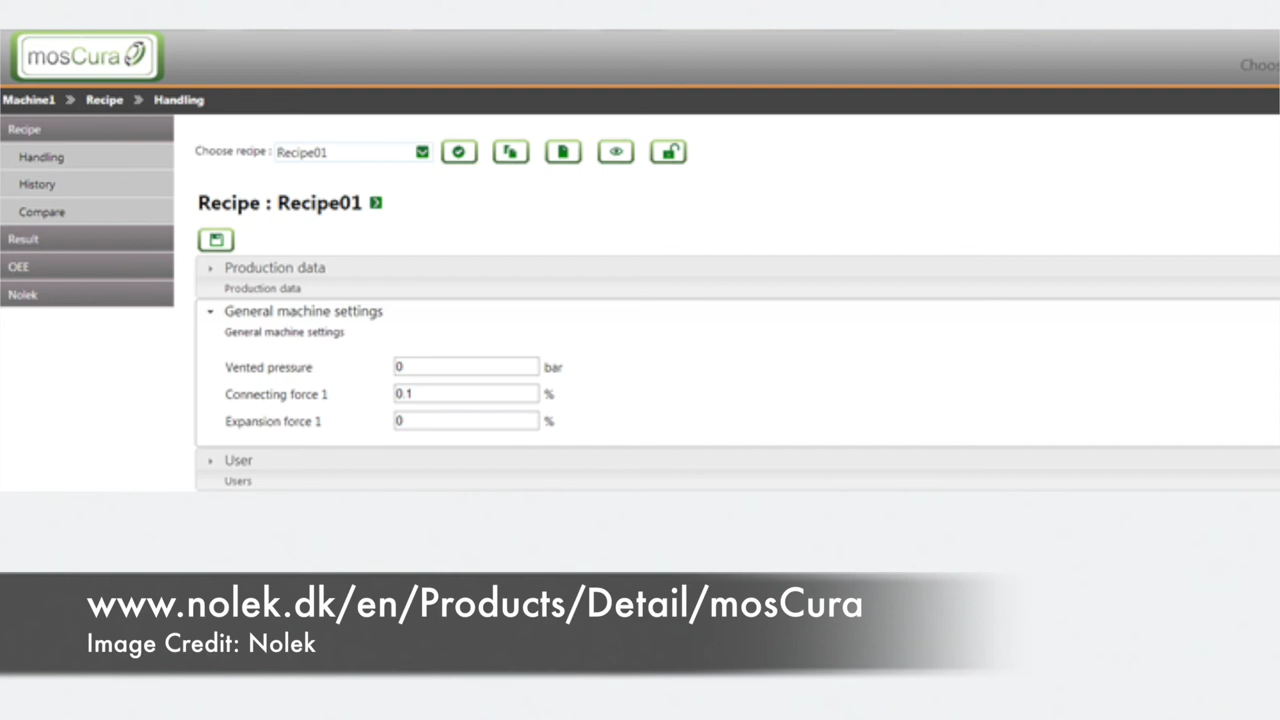 mosCura
Choos
Machine1 » Recipe » Handling
Recipe
Handling
History
Compare
Result
OEE
Nolek
Choose recipe : Recipe01
Recipe : Recipe01
Production data
Production data
General machine settings
General machine settings
Vented pressure 0 bar
Connecting force 1 0.1 %
Expansion force 1 0 %
User
Users
www.nolek.dk/en/Products/Detail/mosCura
Image Credit: Nolek